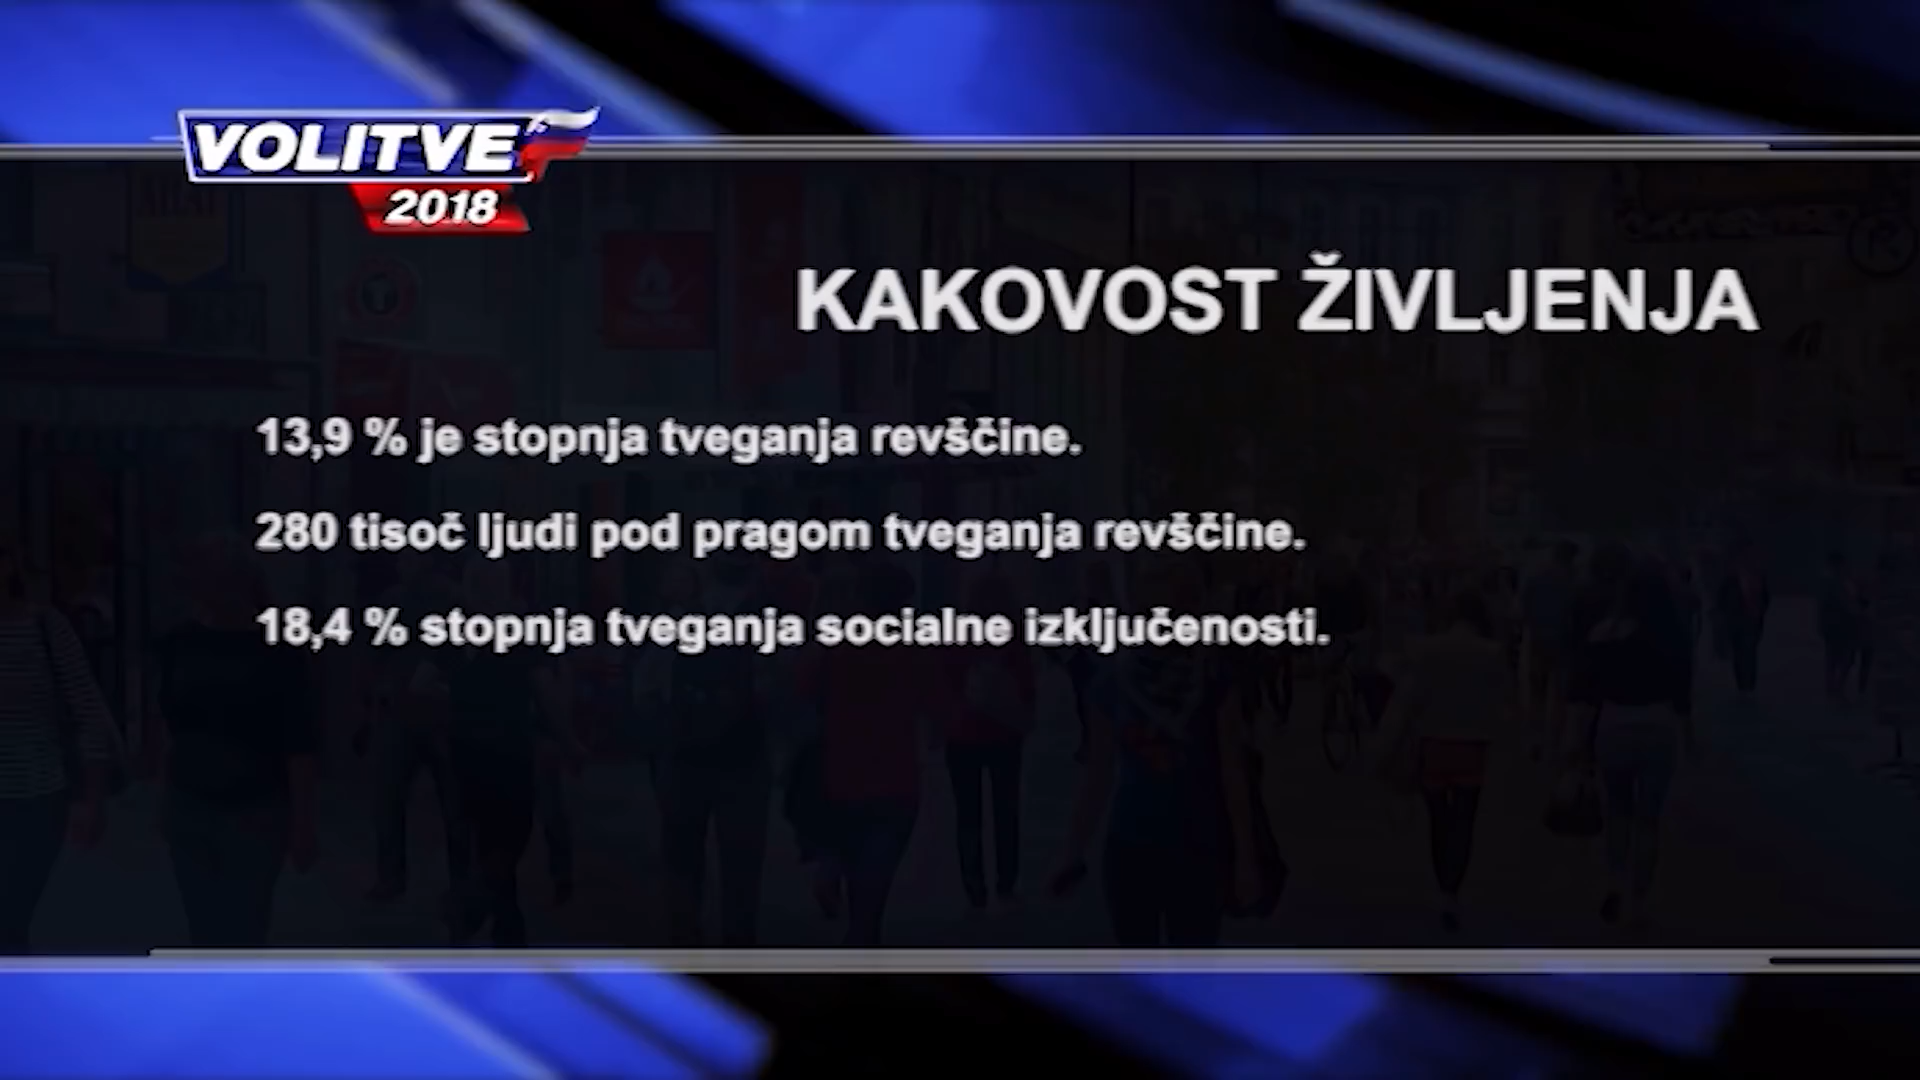 VOLITVE
2018
KAKOVOST ŽIVLJENJA
13,9 % je stopnja tveganja revščine.
280 tisoč ljudi pod pragom tveganja revščine.
18,4 % stopnja tveganja socialne izključenosti.